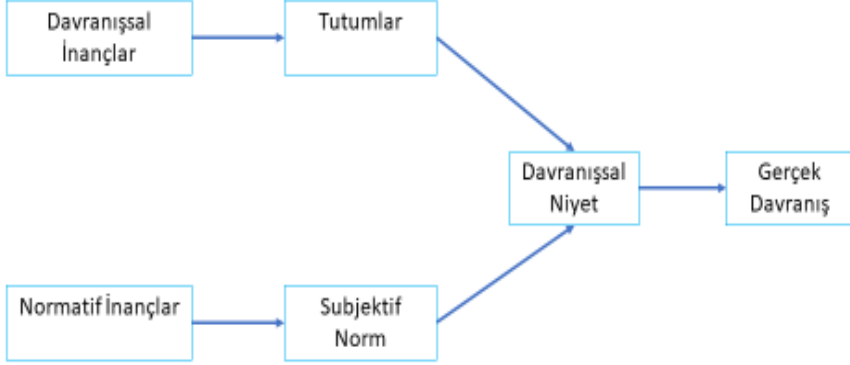 Davranışsal
İnançlar
Tutumlar
Davranışsal
Niyet
Gerçek
Davranış
Normatif İnançlar
Subjektif
Norm